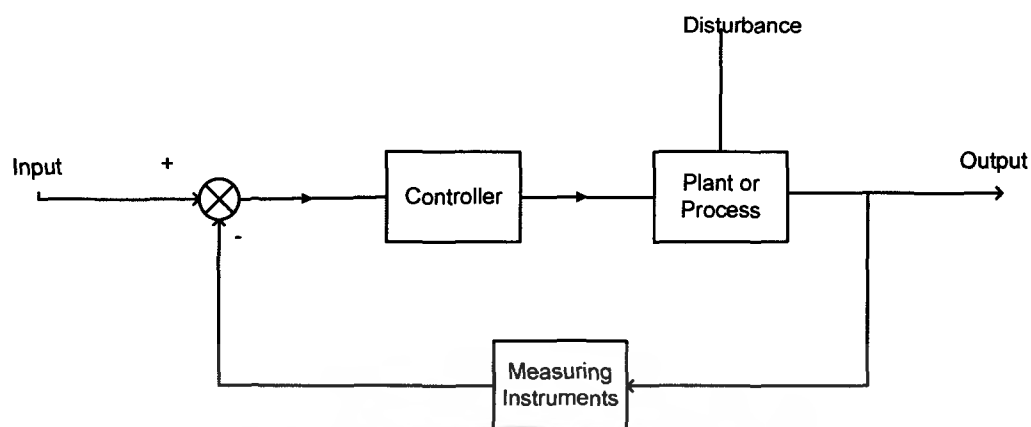 Disturbance
Input
+
Controller
Plant or
Process
Output
-
Measuring
Instruments